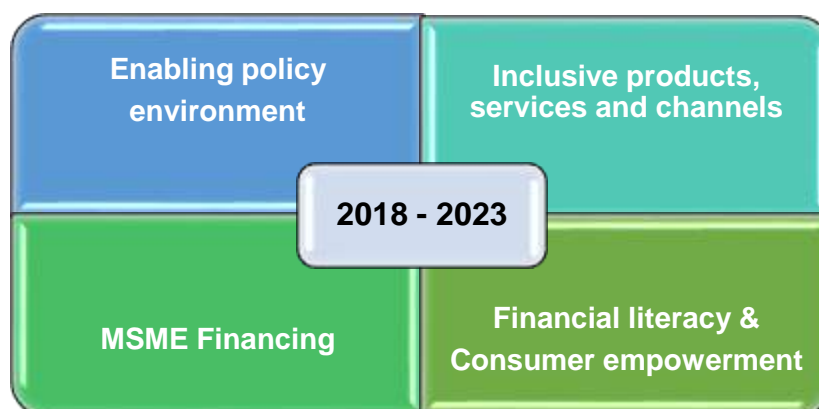 Enabling policy
environment
Inclusive products,
services and channels
2018 - 2023
MSME Financing
Financial literacy &
Consumer empowerment